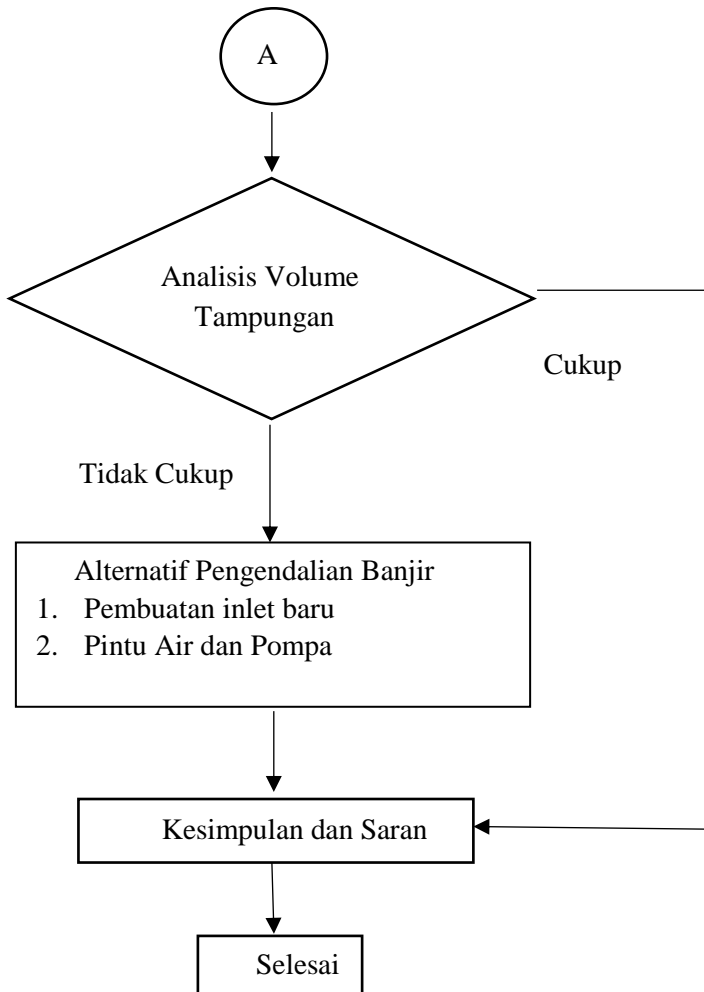 A
Analisis Volume
Tampungan
Cukup
Tidak Cukup
Alternatif Pengendalian Banjir
1. Pembuatan inlet baru
2. Pintu Air dan Pompa
Kesimpulan dan Saran
Selesai